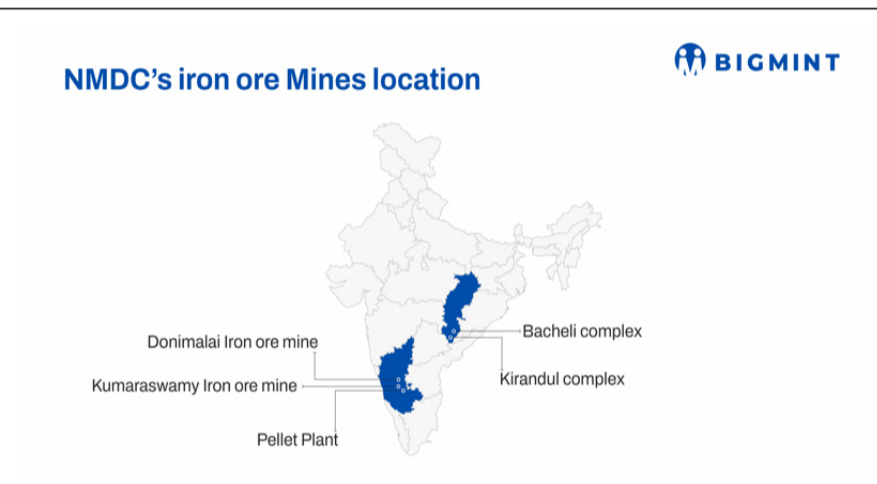 NMDC's iron ore Mines location
BIGMINT
Donimalai Iron ore mine
Bacheli complex
Kumaraswamy Iron ore mine
Kirandul complex
Pellet Plant